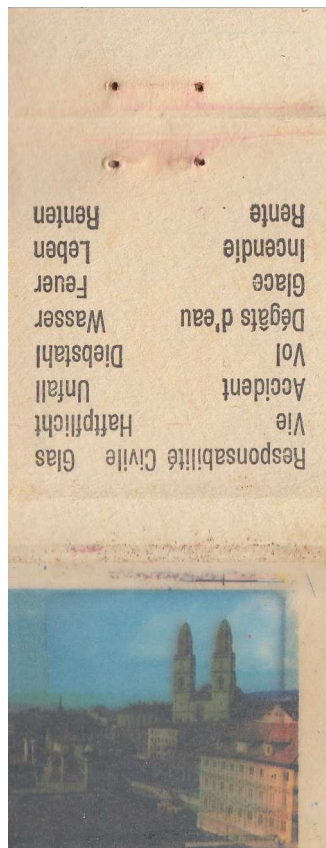 Responsabilité Civile Glas
Vie Haftpflicht
Accident Unfall
Vol Diebstahl
Dégâts d'eau Wasser
Glace Feuer
Incendie Leben
Rente Renten